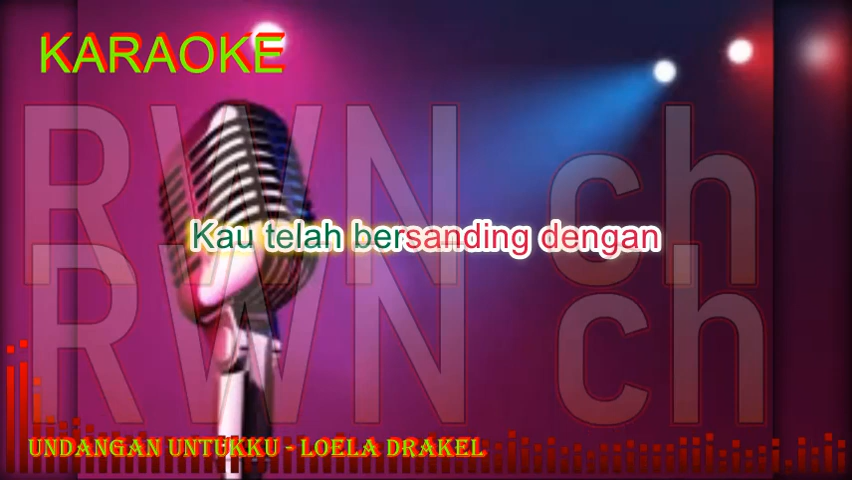 KARAOKE
RWN ch
Kau telah bersanding dengan
RWN ch
UNDANGAN UNTUKKU - LOELA DRAKEL